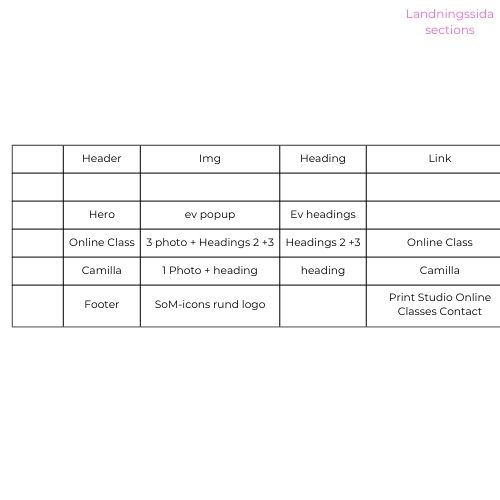 Landningssida
sections
Header Img Heading Link
Hero ev popup Ev headings
Online Class 3 photo + Headings 2 +3 Headings 2 +3 Online Class
Camilla 1 Photo + heading heading Camilla
Footer SoM-icons rund logo Print Studio Online
Classes Contact